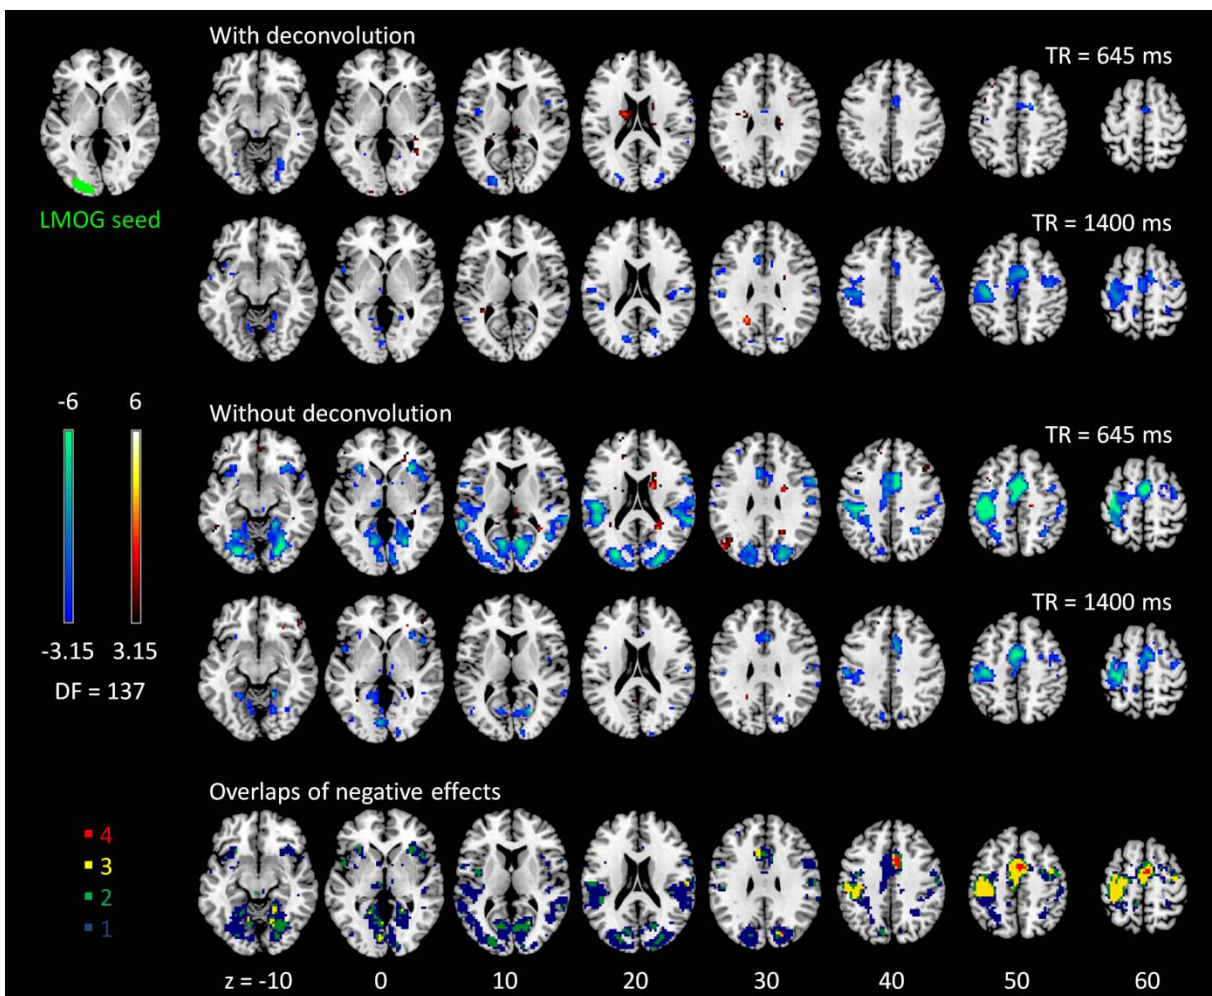 With deconvolution
TR = 645 ms
LMOG seed
TR = 1400 ms
-6 6
Without deconvolution
TR = 645 ms
-3.15 3.15
TR = 1400 ms
DF = 137
Overlaps of negative effects
4
3
2
1
z = -10 0 10 20 30 40 50 60